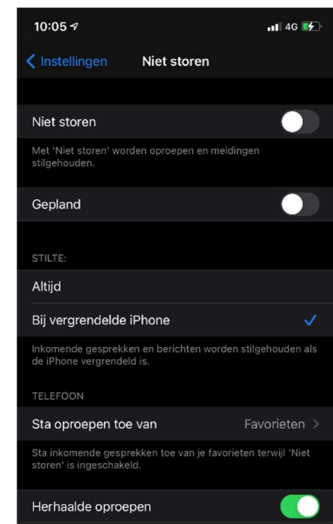 10:05 4G
Instellingen Niet storen
Niet storen
Met 'Niet storen' worden oproepen en meldingen
stilgehouden.
Gepland
STILTE:
Altijd
Bij vergrendelde iPhone
Inkomende gesprekken en berichten worden stilgehouden als
de iPhone vergrendeld is.
TELEFOON
Sta oproepen toe van Favorieten
Sta inkomende gesprekken toe van je favorieten terwijl 'Niet
storen' is ingeschakeld.
Herhaalde oproepen